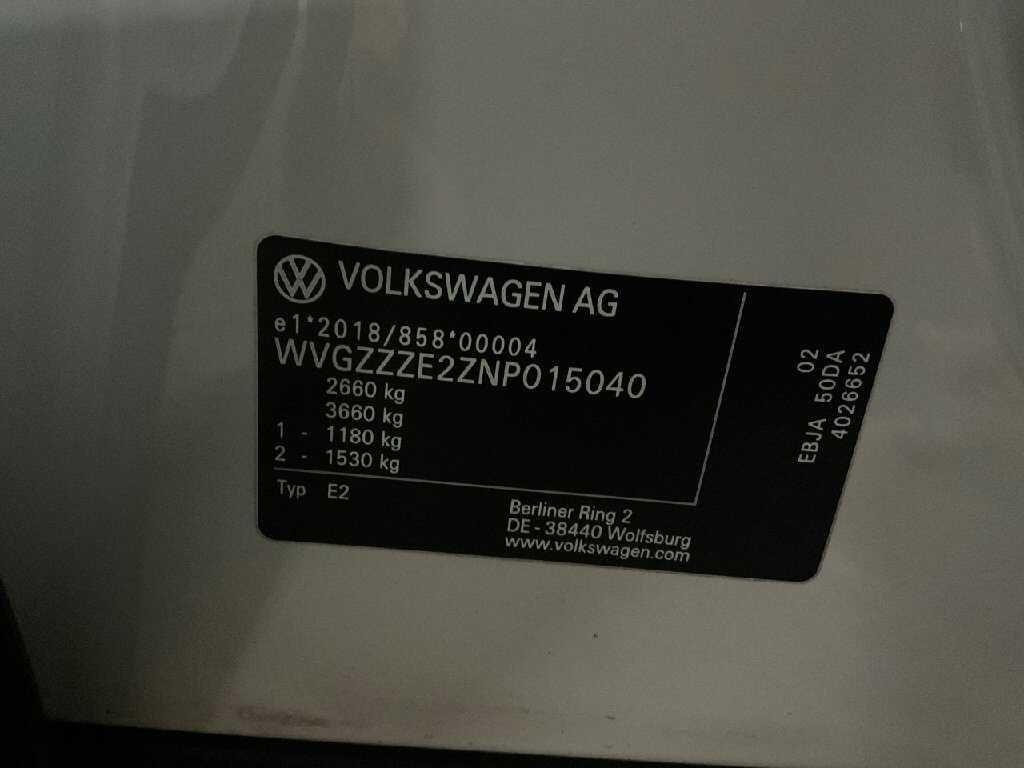 VOLKSWAGEN AG
e1*2018/858*00004
WVGZZZE2ZNP015040
2660 kg
3660 kg
1 - 1180 kg
2 - 1530 kg
Typ E2
Berliner Ring 2
DE - 38440 Wolfsburg
www.volkswagen.com
02
EBJA 50DA
4026652